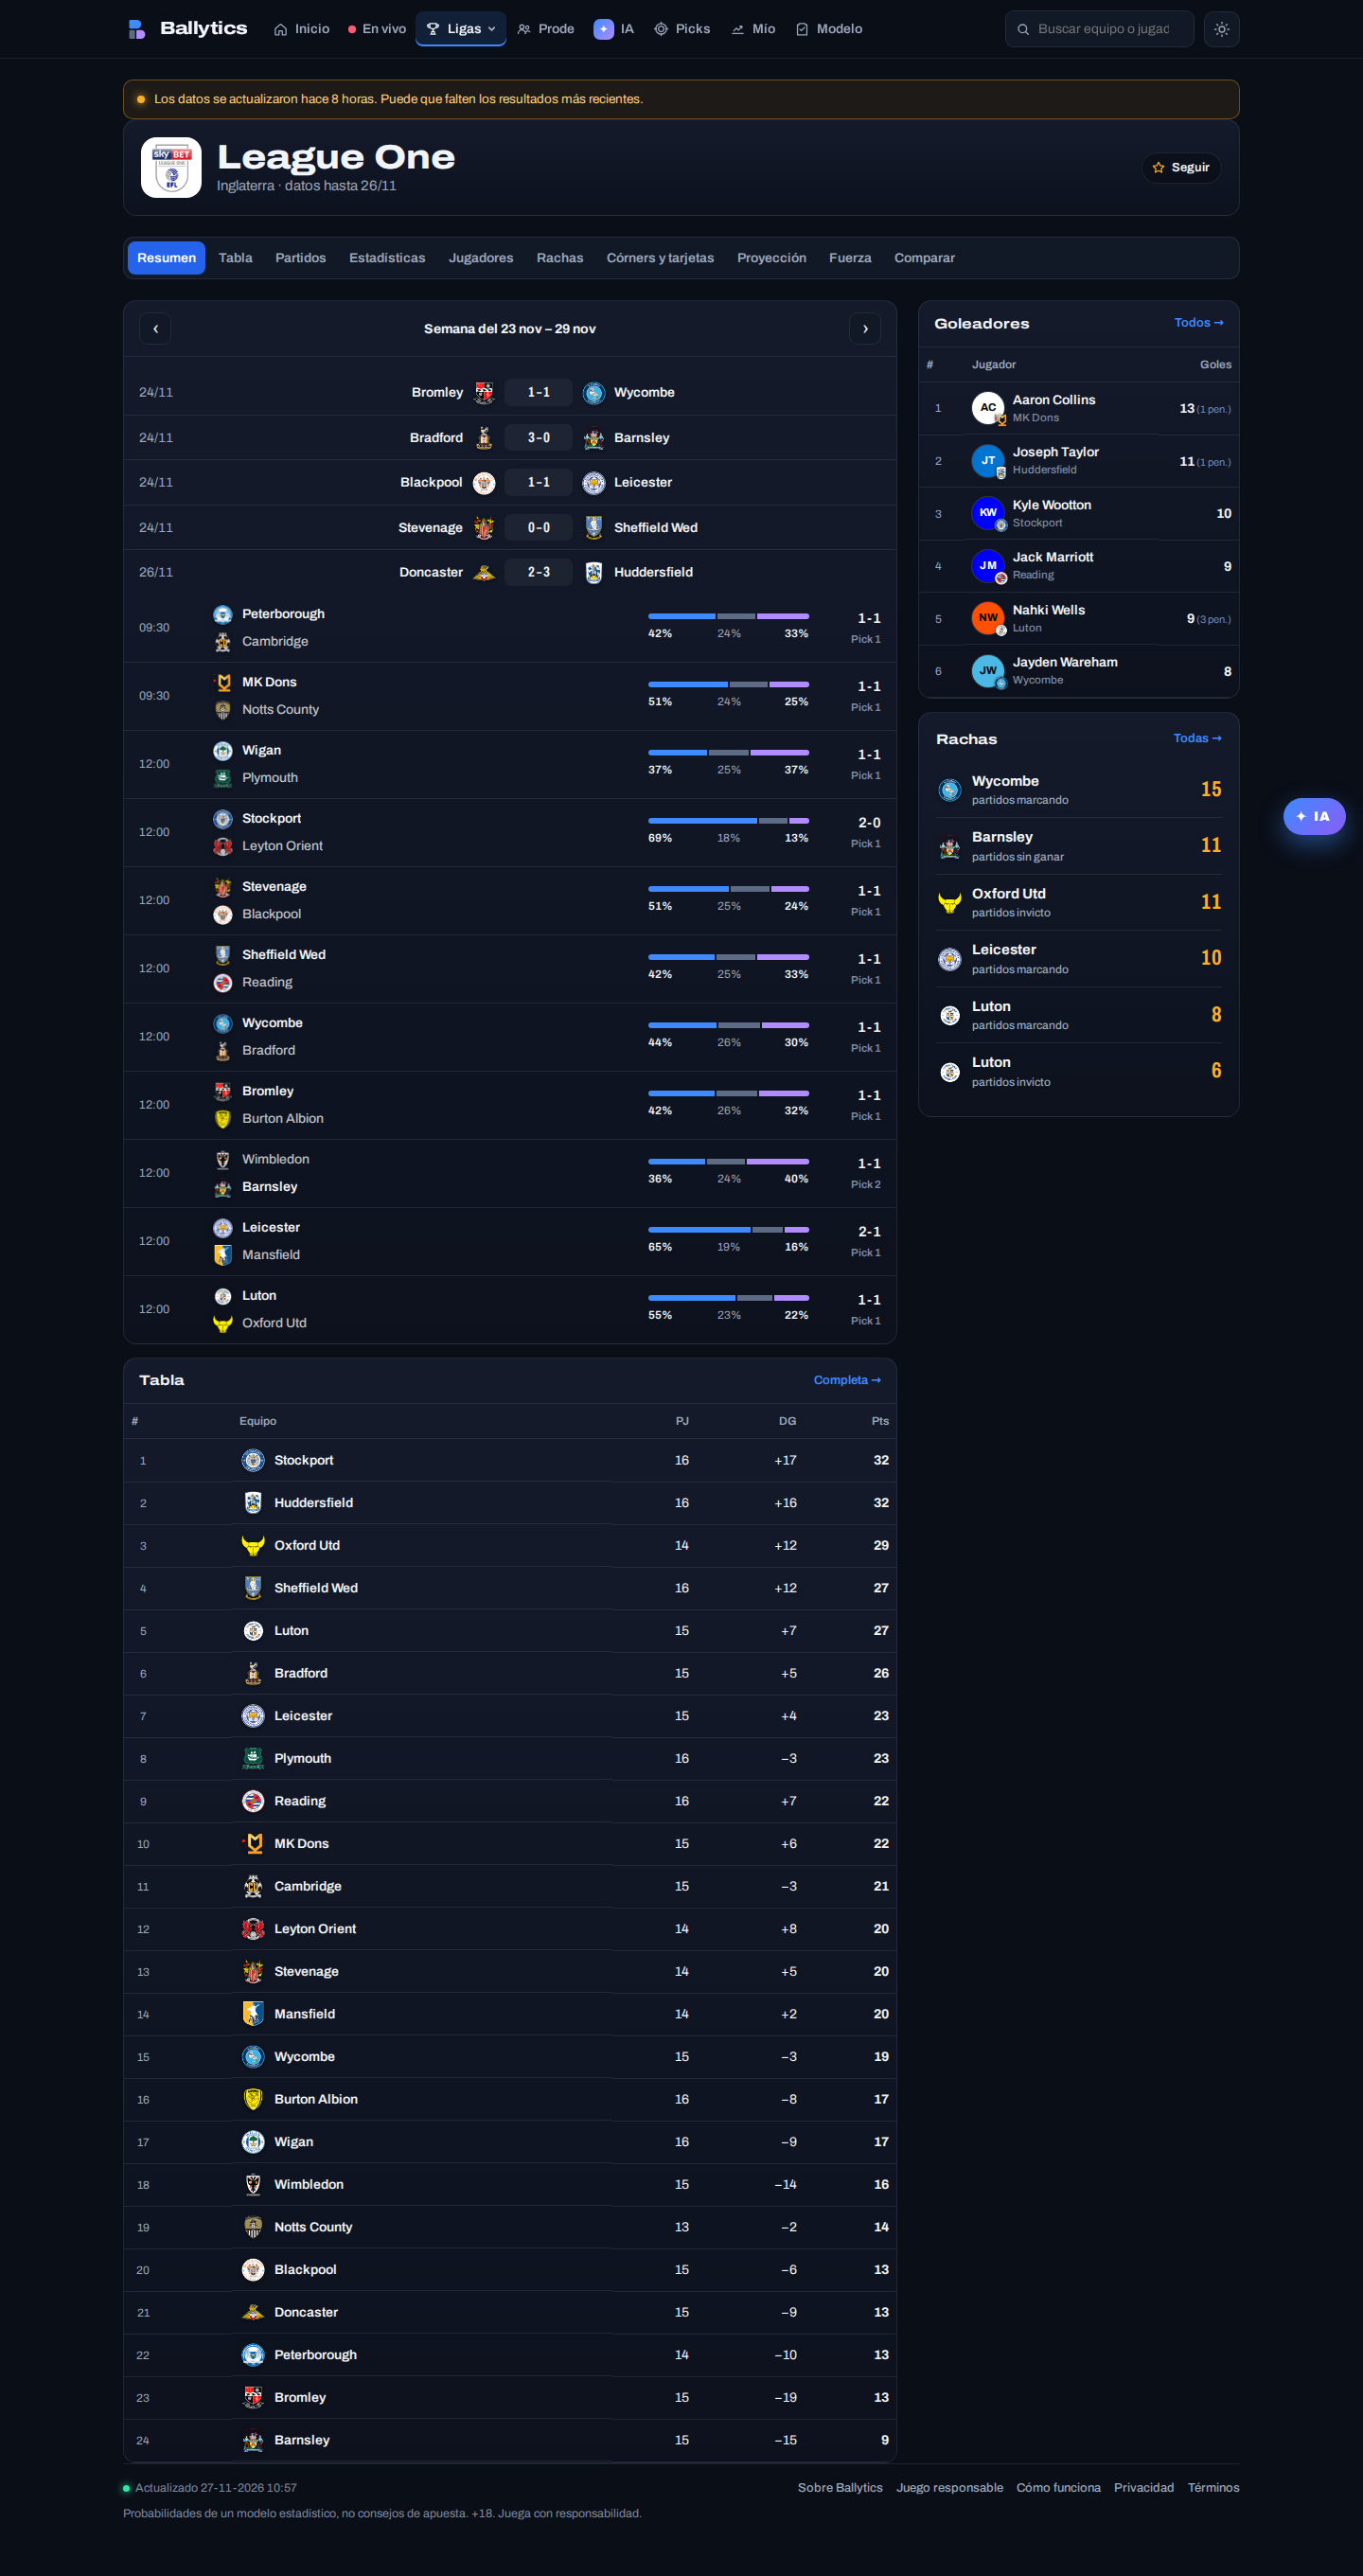 Ballytics
Inicio
En vivo
Ligas
Prode
IA
Picks
Mío
Modelo
Buscar equipo o jugad
Los datos se actualizaron hace 8 horas. Puede que falten los resultados más recientes.
sky BET
LEAGUE ONE
EFL
League One
Inglaterra · datos hasta 26/11
Seguir
Resumen
Tabla
Partidos
Estadísticas
Jugadores
Rachas
Córners y tarjetas
Proyección
Fuerza
Comparar
Semana del 23 nov – 29 nov
24/11 Bromley 1-1 Wycombe
24/11 Bradford 3-0 Barnsley
24/11 Blackpool 1-1 Leicester
24/11 Stevenage 0-0 Sheffield Wed
26/11 Doncaster 2-3 Huddersfield
09:30
Peterborough
Cambridge
42% 24% 33%
1-1
Pick 1
09:30
MK Dons
Notts County
51% 24% 25%
1-1
Pick 1
12:00
Wigan
Plymouth
37% 25% 37%
1-1
Pick 1
12:00
Stockport
Leyton Orient
69% 18% 13%
2-0
Pick 1
12:00
Stevenage
Blackpool
51% 25% 24%
1-1
Pick 1
12:00
Sheffield Wed
Reading
42% 25% 33%
1-1
Pick 1
12:00
Wycombe
Bradford
44% 26% 30%
1-1
Pick 1
12:00
Bromley
Burton Albion
42% 26% 32%
1-1
Pick 1
12:00
Wimbledon
Barnsley
36% 24% 40%
1-1
Pick 2
12:00
Leicester
Mansfield
65% 19% 16%
2-1
Pick 1
12:00
Luton
Oxford Utd
55% 23% 22%
1-1
Pick 1
Goleadores
Todos →
# Jugador Goles
1 AC Aaron Collins 13 (1 pen.)
MK Dons
2 JT Joseph Taylor 11 (1 pen.)
Huddersfield
3 KW Kyle Wootton 10
Stockport
4 JM Jack Marriott 9
Reading
5 NW Nahki Wells 9 (3 pen.)
Luton
6 JW Jayden Wareham 8
Wycombe
Rachas
Todas →
Wycombe 15
partidos marcando
Barnsley 11
partidos sin ganar
Oxford Utd 11
partidos invicto
Leicester 10
partidos marcando
Luton 8
partidos marcando
Luton 6
partidos invicto
✦ IA
Tabla
Completa →
# Equipo PJ DG Pts
1 Stockport 16 +17 32
2 Huddersfield 16 +16 32
3 Oxford Utd 14 +12 29
4 Sheffield Wed 16 +12 27
5 Luton 15 +7 27
6 Bradford 15 +5 26
7 Leicester 15 +4 23
8 Plymouth 16 −3 23
9 Reading 16 +7 22
10 MK Dons 15 +6 22
11 Cambridge 15 −3 21
12 Leyton Orient 14 +8 20
13 Stevenage 14 +5 20
14 Mansfield 14 +2 20
15 Wycombe 15 −3 19
16 Burton Albion 16 −8 17
17 Wigan 16 −9 17
18 Wimbledon 15 −14 16
19 Notts County 13 −2 14
20 Blackpool 15 −6 13
21 Doncaster 15 −9 13
22 Peterborough 14 −10 13
23 Bromley 15 −19 13
24 Barnsley 15 −15 9
Actualizado 27-11-2026 10:57
Sobre Ballytics
Juego responsable
Cómo funciona
Privacidad
Términos
Probabilidades de un modelo estadístico, no consejos de apuesta. +18. Juega con responsabilidad.